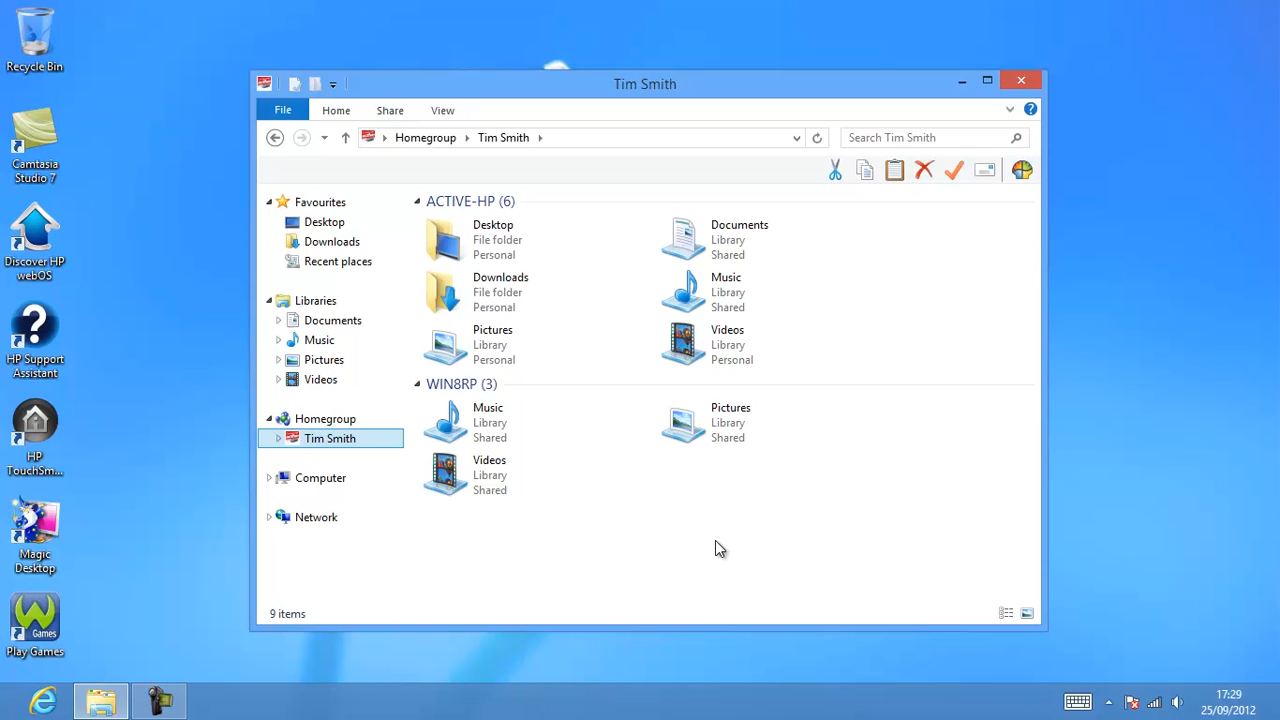 Recycle Bin
Camtasia
Studio 7
Discover HP
webOS
HP Support
Assistant
HP
TouchSm...
Magic
Desktop
Games
Play Games
Tim Smith
File
Home
Share
View
Homegroup
Tim Smith
Search Tim Smith
Favourites
Desktop
Downloads
Recent places
Libraries
Documents
Music
Pictures
Videos
Homegroup
Tim Smith
Computer
Network
ACTIVE-HP (6)
Desktop
File folder
Personal
Documents
Library
Shared
Downloads
File folder
Personal
Music
Library
Shared
Pictures
Library
Personal
Videos
Library
Personal
WIN8RP (3)
Music
Library
Shared
Pictures
Library
Shared
Videos
Library
Shared
9 items
17:29
25/09/2012